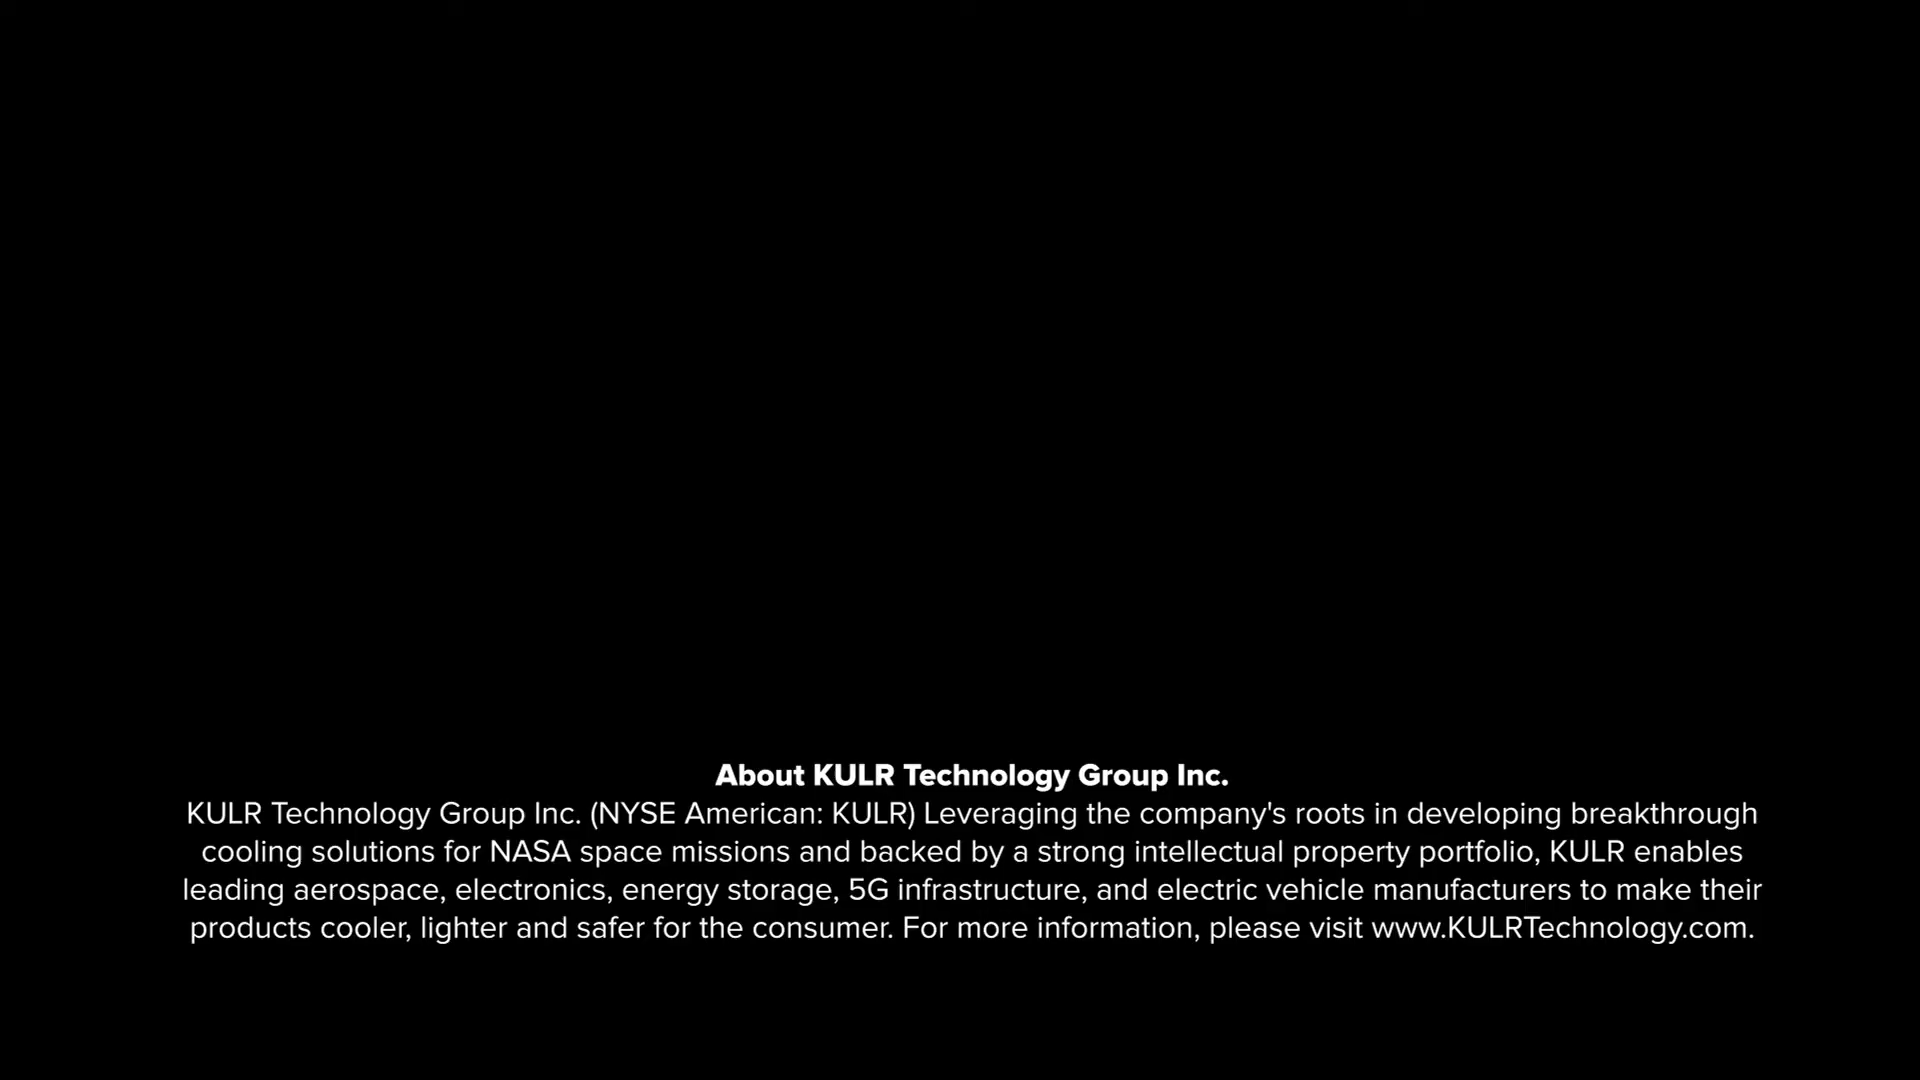 About KULR Technology Group Inc.
KULR Technology Group Inc. (NYSE American: KULR) Leveraging the company's roots in developing breakthrough
cooling solutions for NASA space missions and backed by a strong intellectual property portfolio, KULR enables
leading aerospace, electronics, energy storage, 5G infrastructure, and electric vehicle manufacturers to make their
products cooler, lighter and safer for the consumer. For more information, please visit www.KULRTechnology.com.